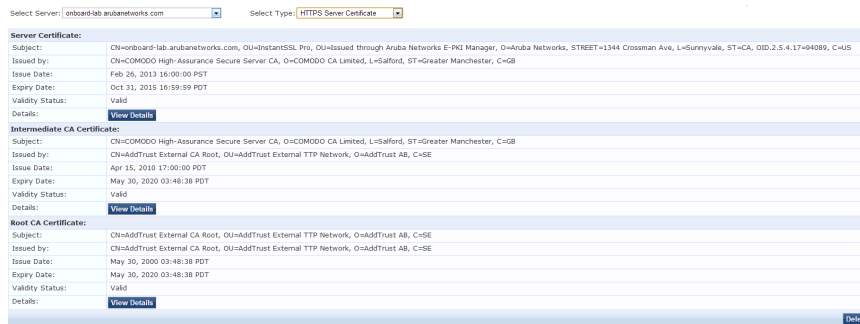 Select Server: onboard-lab.arubanetworks.com Select Type: HTTPS Server Certificate
Server Certificate:
Subject: CN=onboard-lab.arubanetworks.com, OU=InstantSSL Pro, OU=Issued through Aruba Networks E-PKI Manager, O=Aruba Networks, STREET=1344 Crossman Ave, L=Sunnyvale, ST=CA, OID.2.5.4.17=94089, C=US
Issued by: CN=COMODO High-Assurance Secure Server CA, O=COMODO CA Limited, L=Salford, ST=Greater Manchester, C=GB
Issue Date: Feb 26, 2013 16:00:00 PST
Expiry Date: Oct 31, 2015 16:59:59 PDT
Validity Status: Valid
Details: View Details
Intermediate CA Certificate:
Subject: CN=COMODO High-Assurance Secure Server CA, O=COMODO CA Limited, L=Salford, ST=Greater Manchester, C=GB
Issued by: CN=AddTrust External CA Root, OU=AddTrust External TTP Network, O=AddTrust AB, C=SE
Issue Date: Apr 15, 2010 17:00:00 PDT
Expiry Date: May 30, 2020 03:48:38 PDT
Validity Status: Valid
Details: View Details
Root CA Certificate:
Subject: CN=AddTrust External CA Root, OU=AddTrust External TTP Network, O=AddTrust AB, C=SE
Issued by: CN=AddTrust External CA Root, OU=AddTrust External TTP Network, O=AddTrust AB, C=SE
Issue Date: May 30, 2000 03:48:38 PDT
Expiry Date: May 30, 2020 03:48:38 PDT
Validity Status: Valid
Details: View Details
Dele